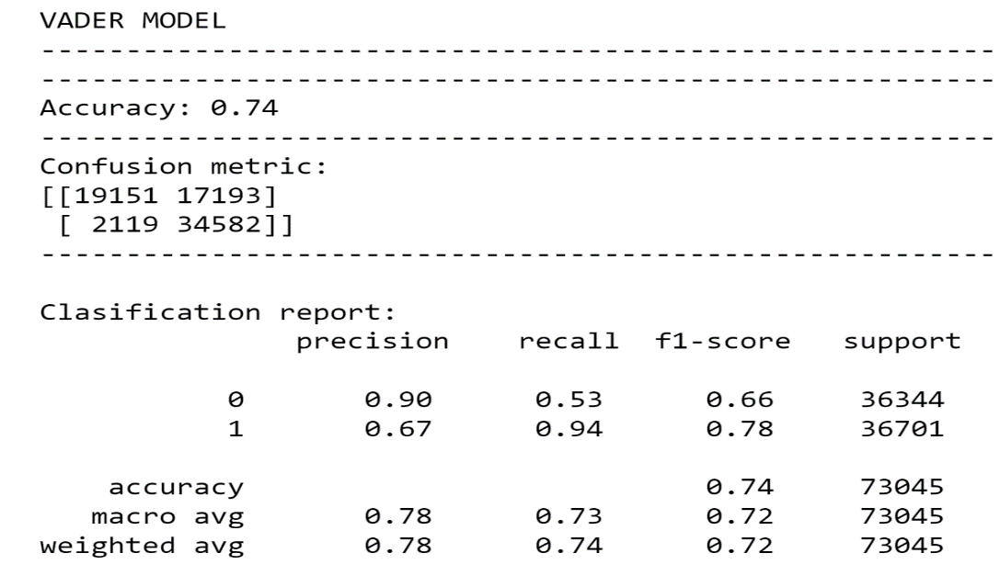 VADER MODEL
---------------------------------------------------------
---------------------------------------------------------
Accuracy: 0.74
---------------------------------------------------------
Confusion metric:
[[19151 17193]
 [ 2119 34582]]
---------------------------------------------------------
Clasification report:
precision recall f1-score support
0 0.90 0.53 0.66 36344
1 0.67 0.94 0.78 36701
accuracy 0.74 73045
macro avg 0.78 0.73 0.72 73045
weighted avg 0.78 0.74 0.72 73045